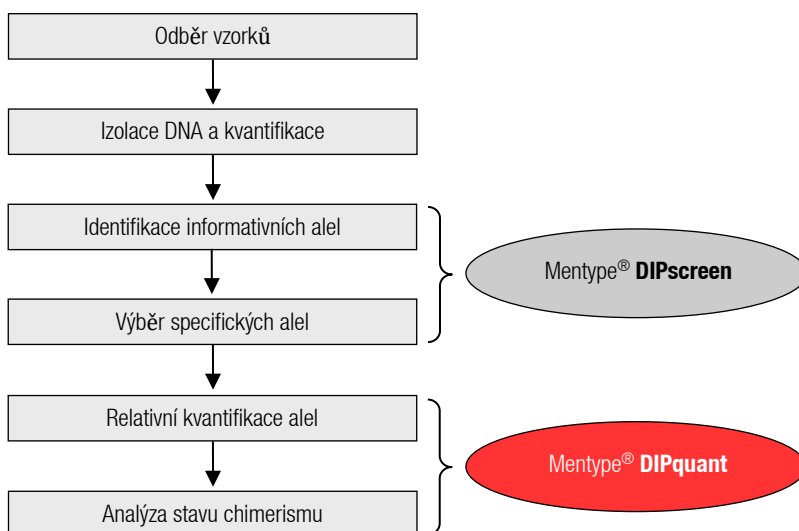 Odběr vzorků
Izolace DNA a kvantifikace
Identifikace informativních alel
Mentype® DIPscreen
Výběr specifických alel
Relativní kvantifikace alel
Mentype® DIPquant
Analýza stavu chimerismu